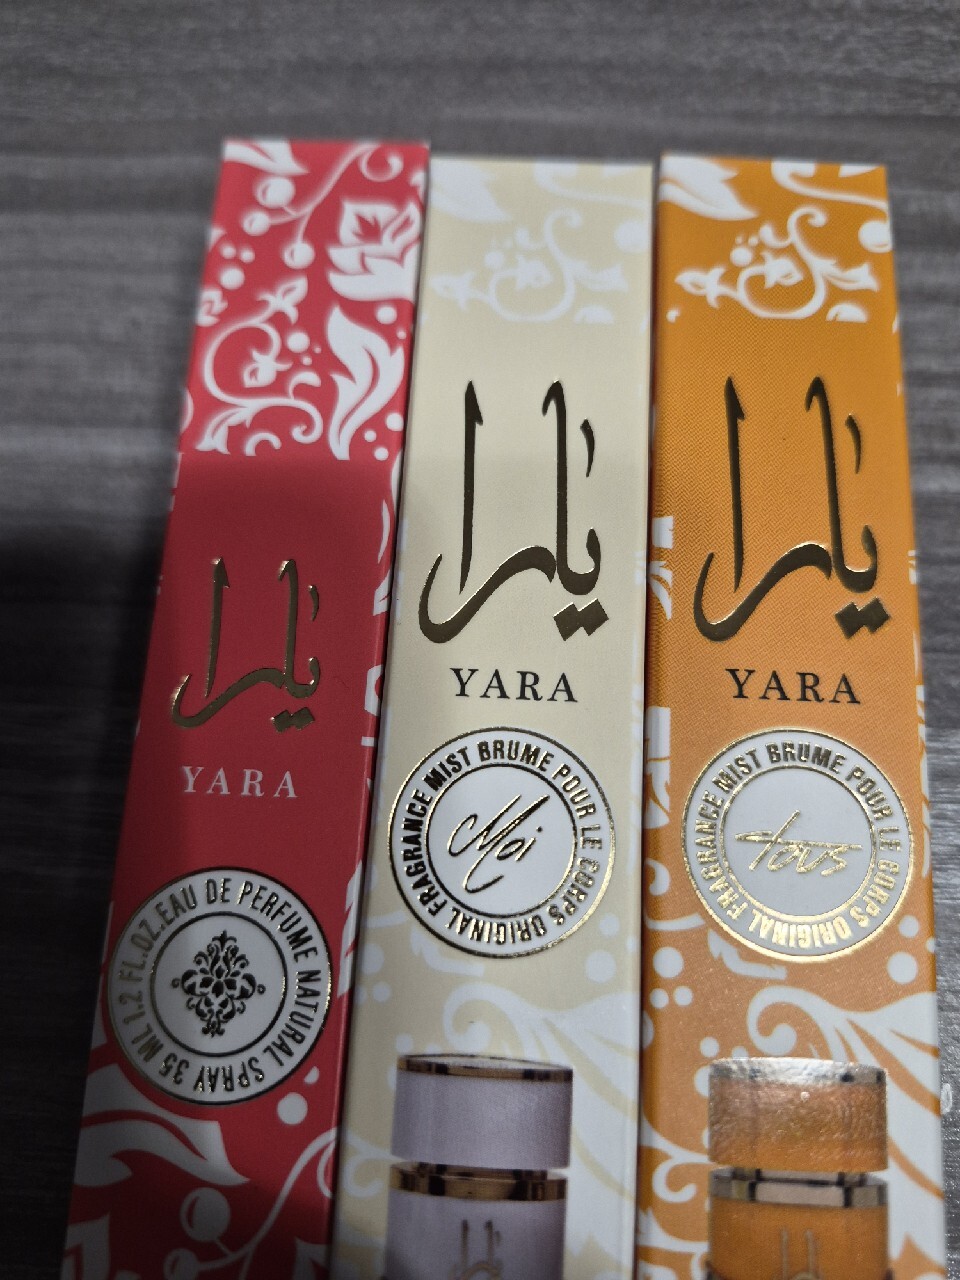 يارا
YARA
EAU DE PERFUME NATURAL SPRAY 35 ML 1.2 FL.OZ.
يارا
YARA
FRAGRANCE MIST BRUME POUR LE CORPS ORIGINAL
Moi
يارا
YARA
FRAGRANCE MIST BRUME POUR LE CORPS ORIGINAL
tous